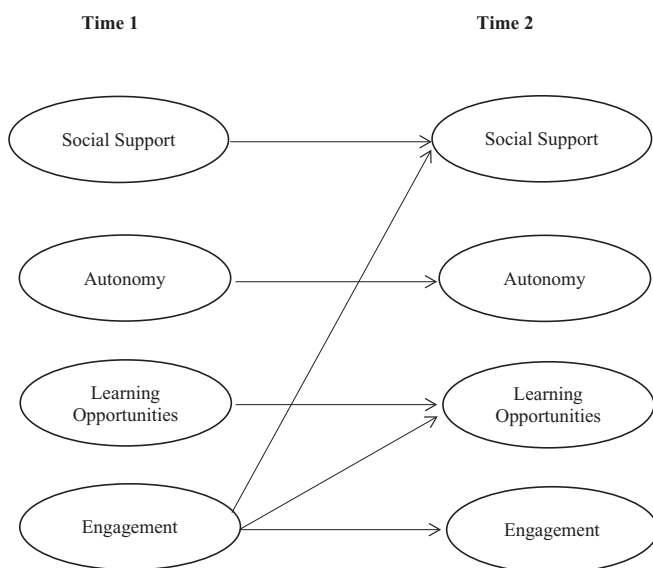 Time 1 Time 2
Social Support Social Support
Autonomy Autonomy
Learning Learning
Opportunities Opportunities
Engagement Engagement